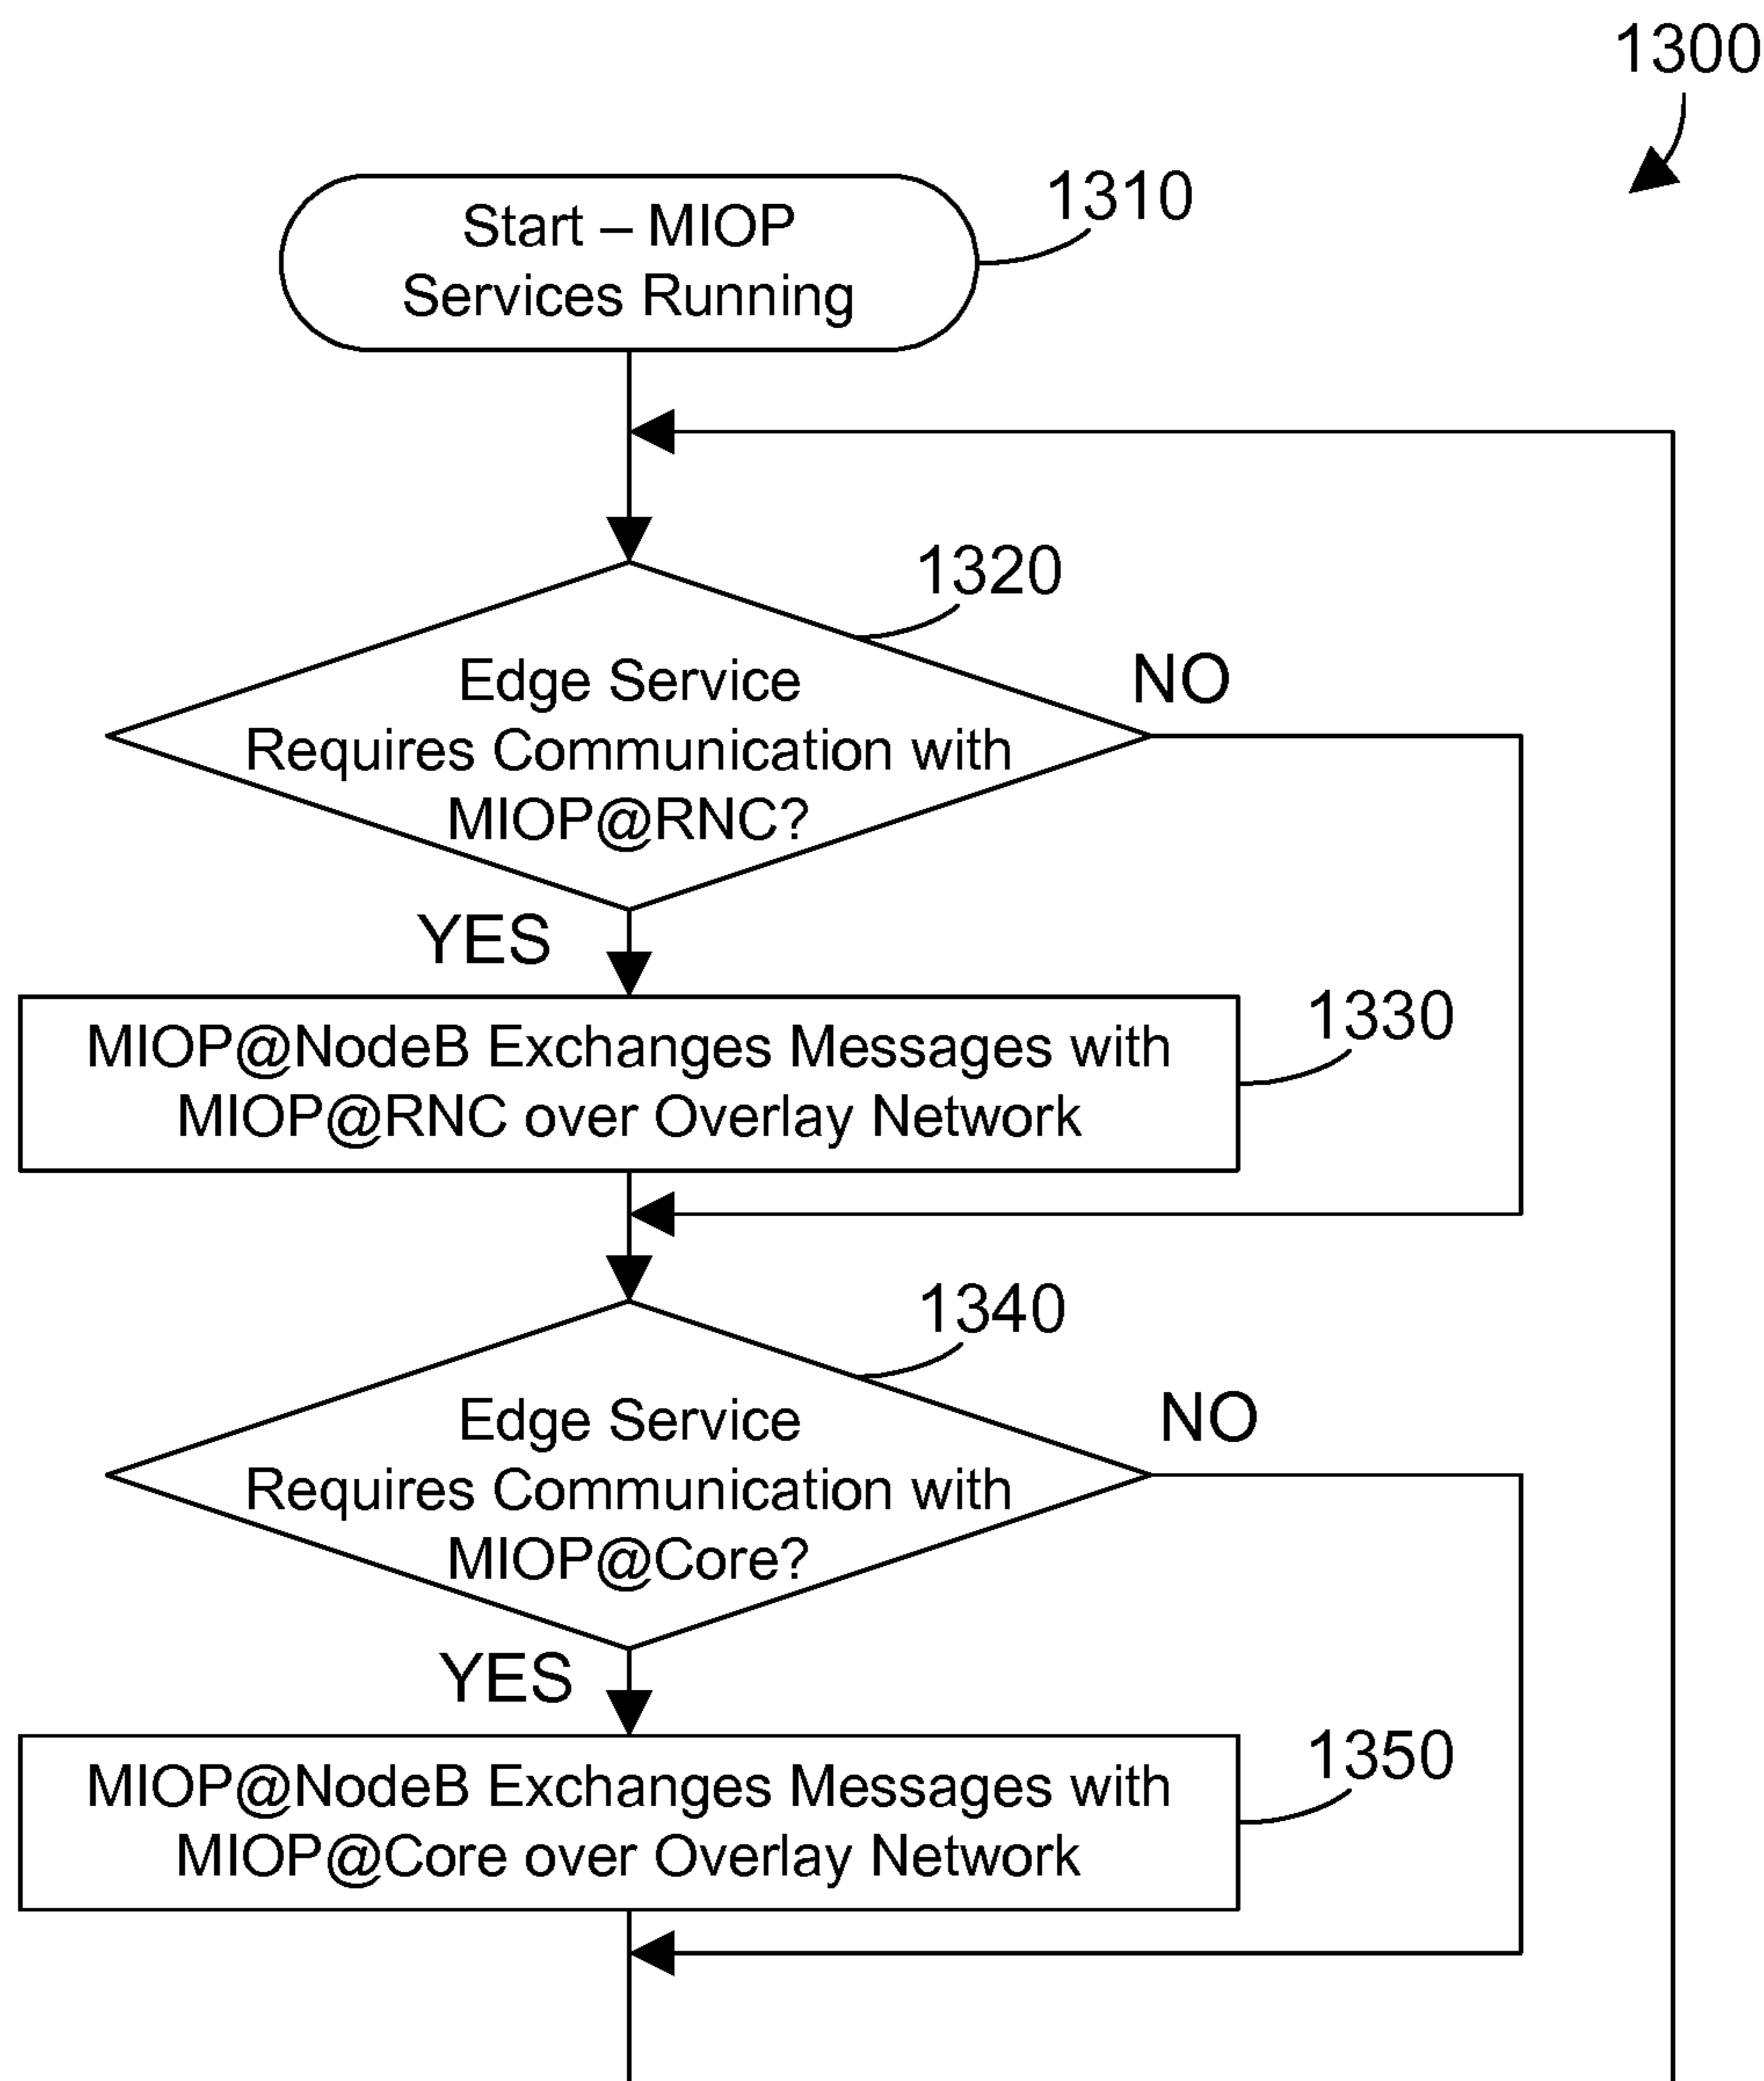 1300
Start – MIOP
Services Running
1310
1320
Edge Service
Requires Communication with
MIOP@RNC?
NO
YES
MIOP@NodeB Exchanges Messages with
MIOP@RNC over Overlay Network
1330
1340
Edge Service
Requires Communication with
MIOP@Core?
NO
YES
MIOP@NodeB Exchanges Messages with
MIOP@Core over Overlay Network
1350